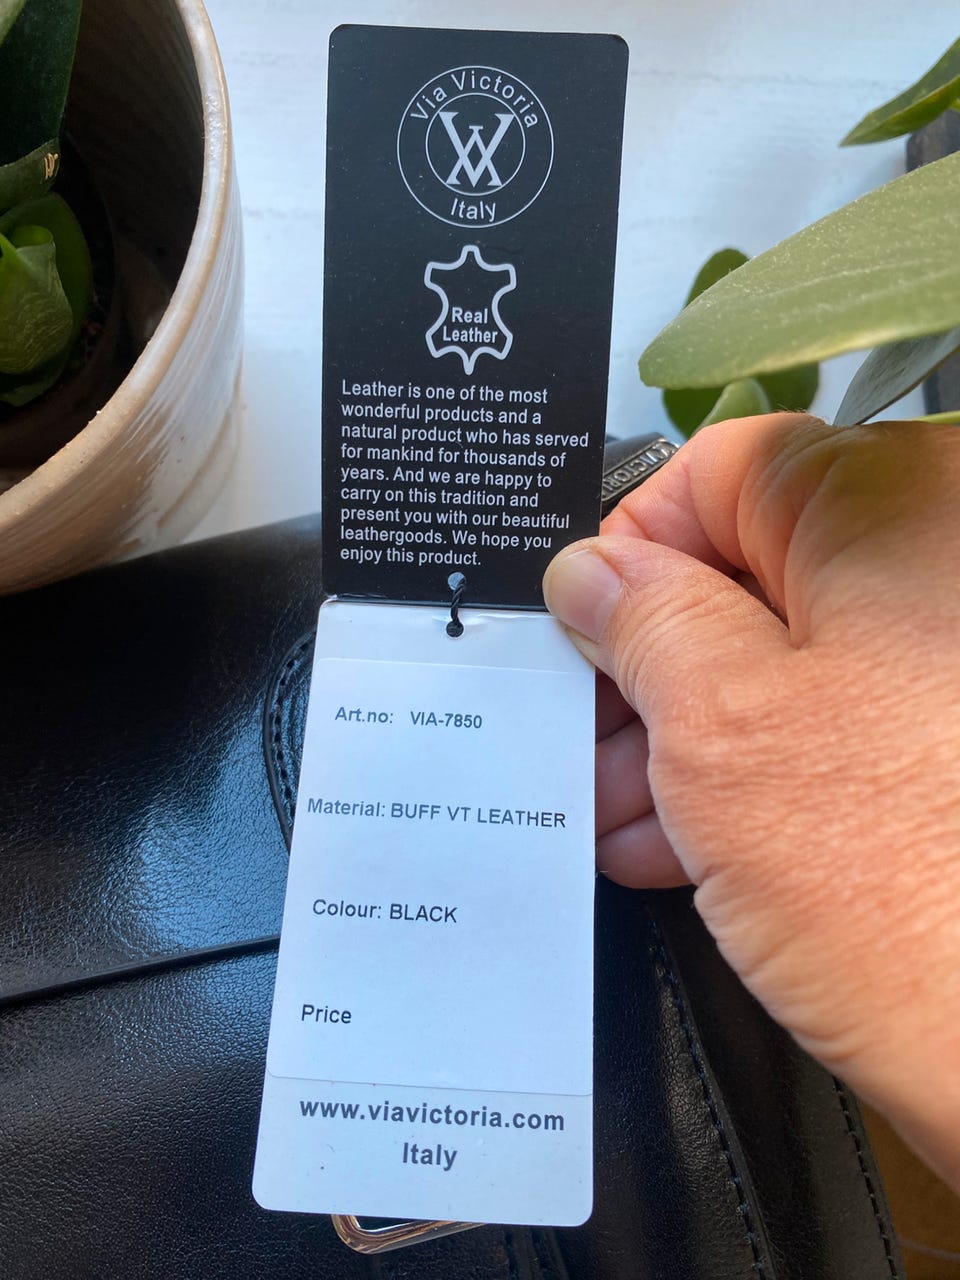 Via Victoria
VV
Italy
Real
Leather
Leather is one of the most
wonderful products and a
natural product who has served
for mankind for thousands of
years. And we are happy to
carry on this tradition and
present you with our beautiful
leathergoods. We hope you
enjoy this product.
VICTORI
Art.no: VIA-7850
Material: BUFF VT LEATHER
Colour: BLACK
Price
www.viavictoria.com
Italy